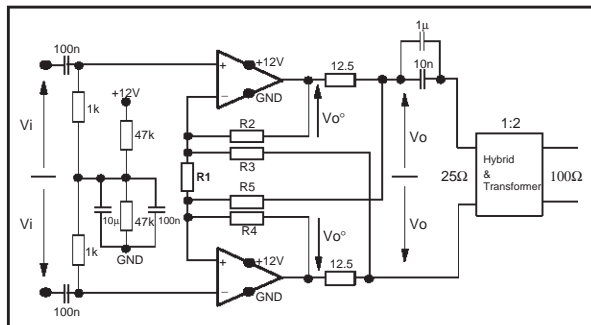 1μ
100n
+
+12V
12.5
10n
+12V
GND
−
1k
Vo°
1:2
Vi
47k
R2
R3
Vo
Hybrid
&
Transformer
25Ω
100Ω
R1
R5
10μ
47k
100n
R4
Vi
Vo°
Vo
1k
GND
+12V
12.5
+
−
GND
100n